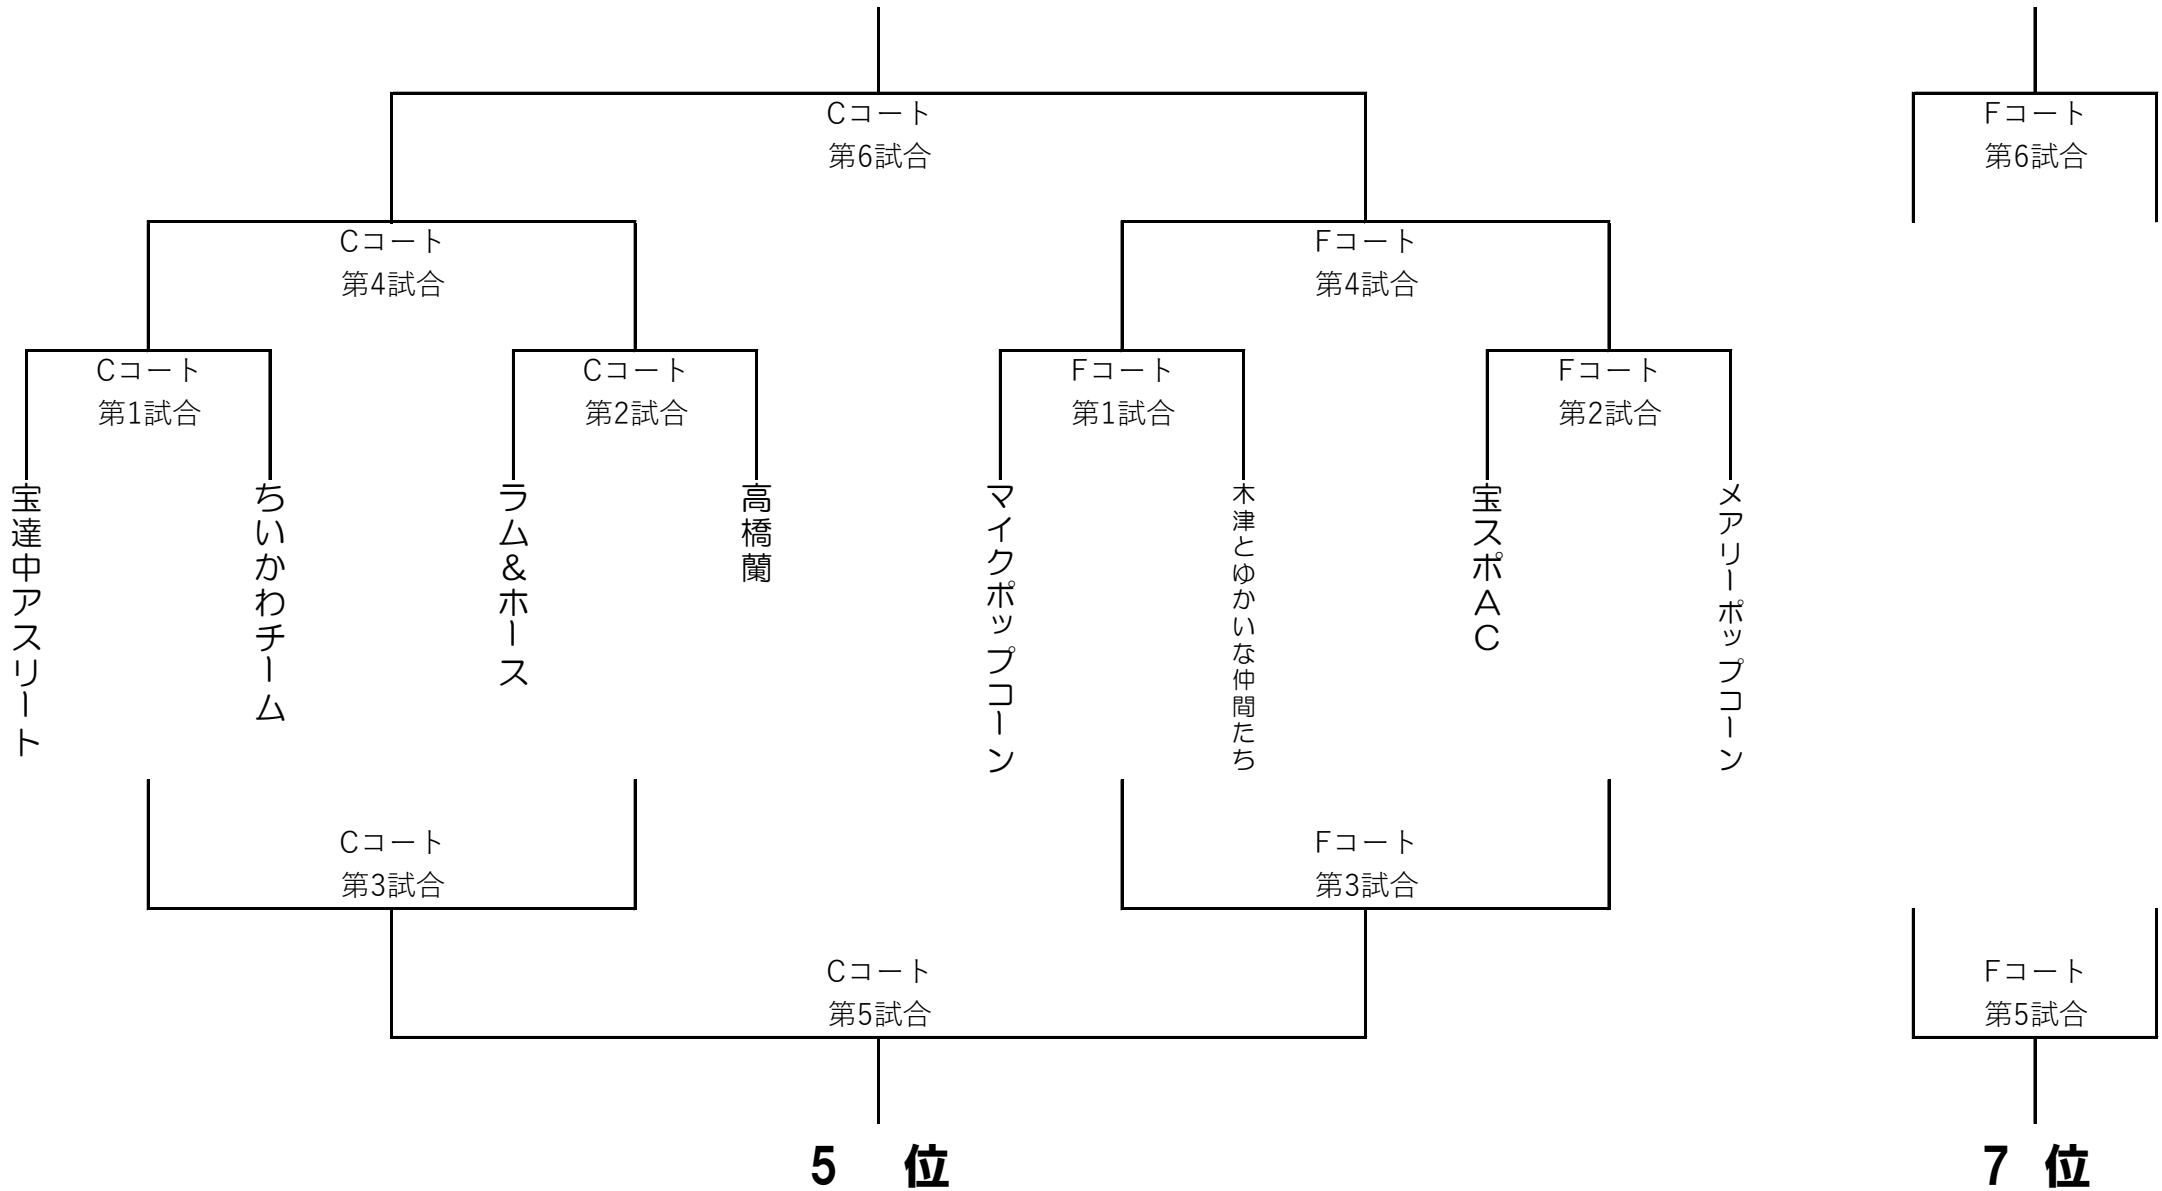 Cコート
第6試合
Fコート
第6試合
Cコート
第4試合
Fコート
第4試合
Cコート
第1試合
Cコート
第2試合
Fコート
第1試合
Fコート
第2試合
宝達中アスリート
ちいかわチーム
ラム＆ホース
高橋蘭
マイクポップコーン
木津とゆかいな仲間たち
宝スポＡＣ
メアリーポップコーン
Cコート
第3試合
Fコート
第3試合
Cコート
第5試合
Fコート
第5試合
5 位
7 位